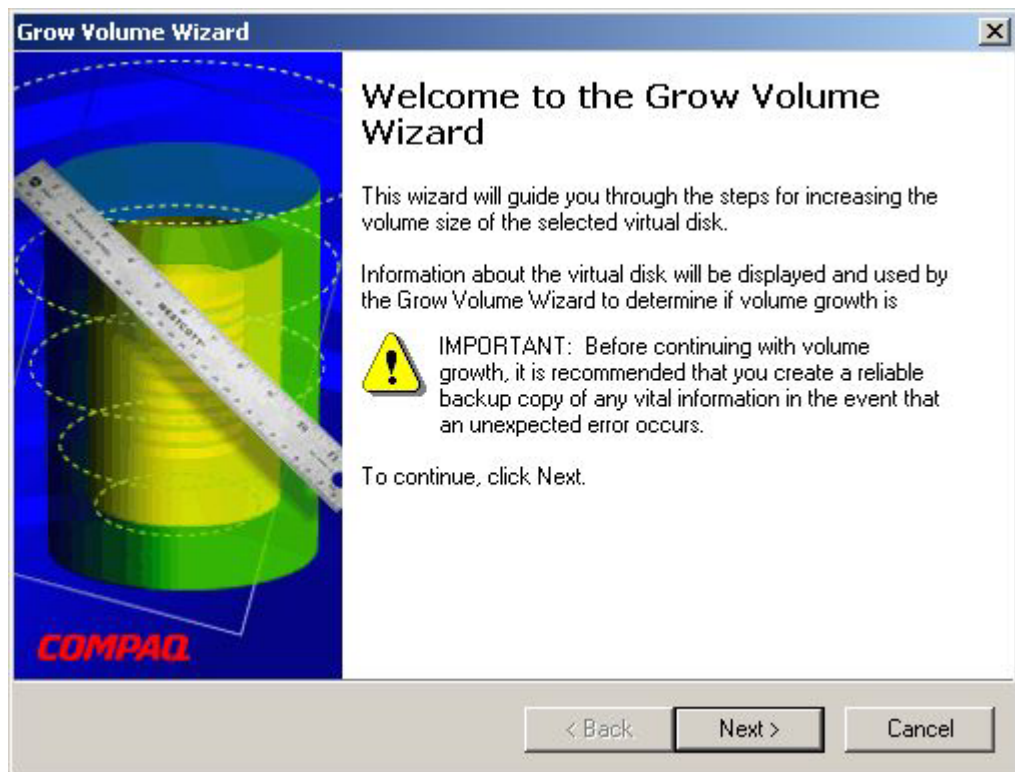 Grow Volume Wizard
Welcome to the Grow Volume
Wizard
This wizard will guide you through the steps for increasing the
volume size of the selected virtual disk.
Information about the virtual disk will be displayed and used by
the Grow Volume Wizard to determine if volume growth is
IMPORTANT: Before continuing with volume
growth, it is recommended that you create a reliable
backup copy of any vital information in the event that
an unexpected error occurs.
To continue, click Next.
WESTCOTT
COMPAQ
< Back
Next >
Cancel